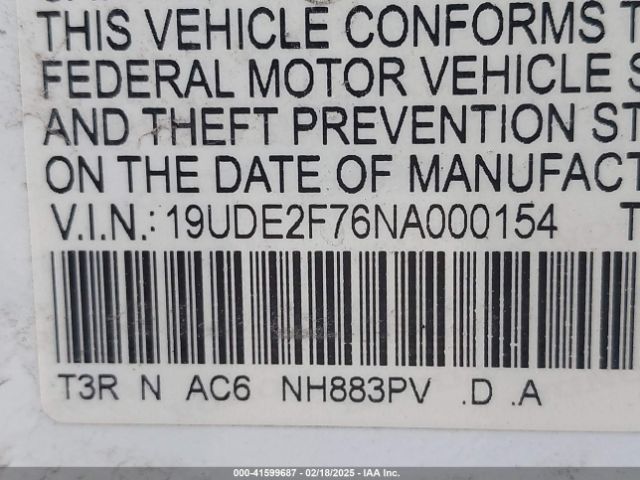 THIS VEHICLE CONFORMS T
FEDERAL MOTOR VEHICLE S
AND THEFT PREVENTION ST
ON THE DATE OF MANUFACT
V.I.N.: 19UDE2F76NA000154 T
T3R N AC6 NH883PV .D .A
000-41599687 - 02/18/2025 - IAA Inc.